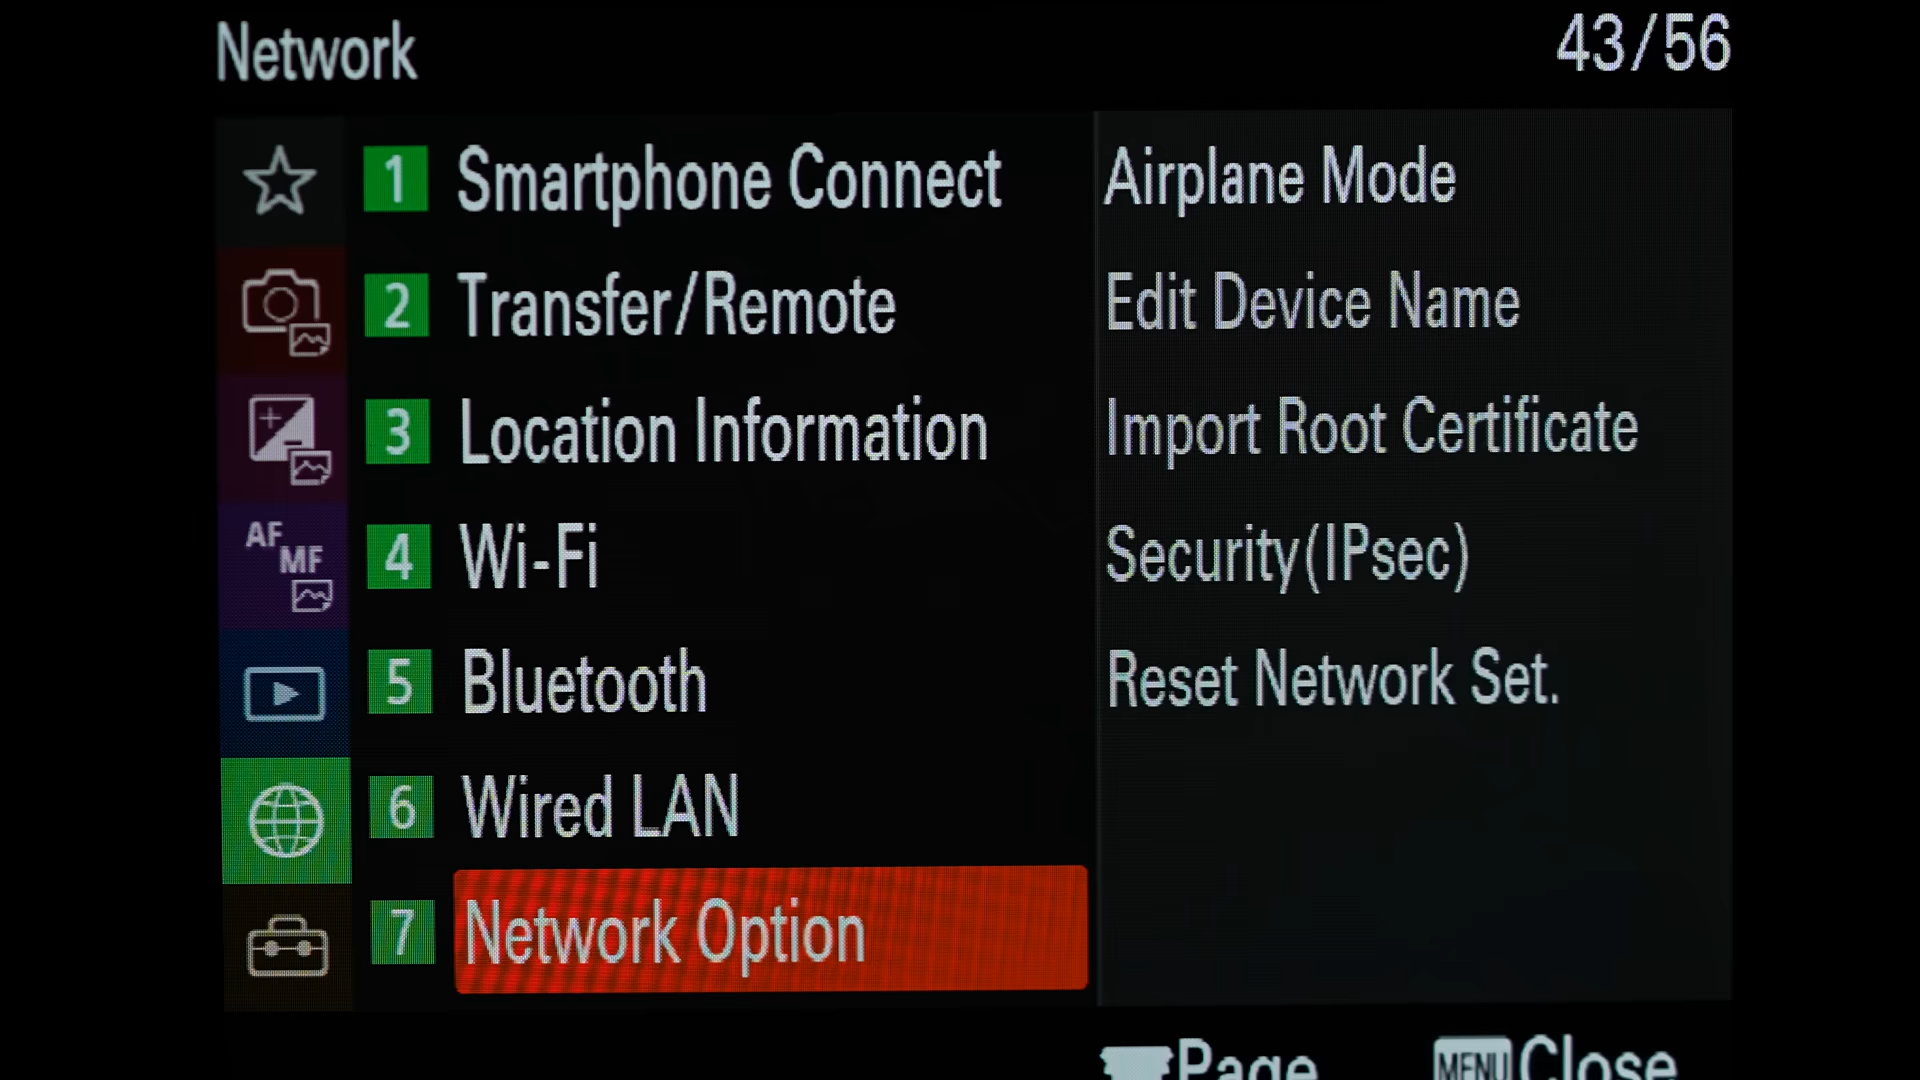 Network
43/56
1 Smartphone Connect
2 Transfer/Remote
3 Location Information
4 Wi-Fi
5 Bluetooth
6 Wired LAN
7 Network Option
AF
MF
Airplane Mode
Edit Device Name
Import Root Certificate
Security(IPsec)
Reset Network Set.
Page
MENU Close